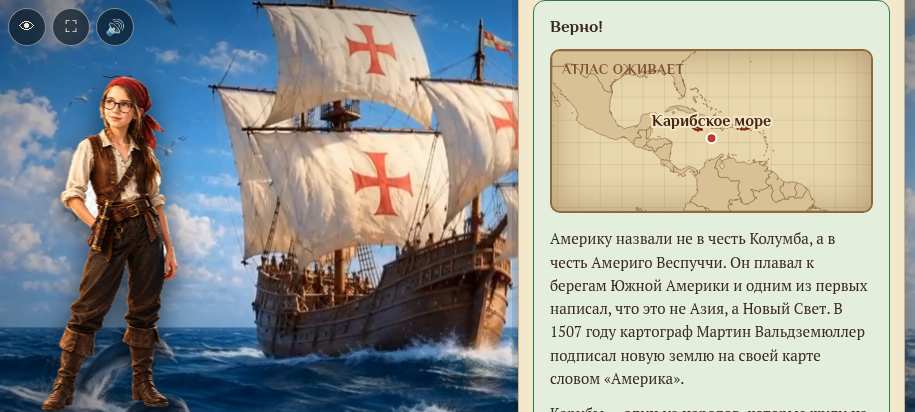 Верно!
АТЛАС ОЖИВАЕТ
Карибское море
Америку назвали не в честь Колумба, а в
честь Америго Веспуччи. Он плавал к
берегам Южной Америки и одним из первых
написал, что это не Азия, а Новый Свет. В
1507 году картограф Мартин Вальдземюллер
подписал новую землю на своей карте
словом «Америка».